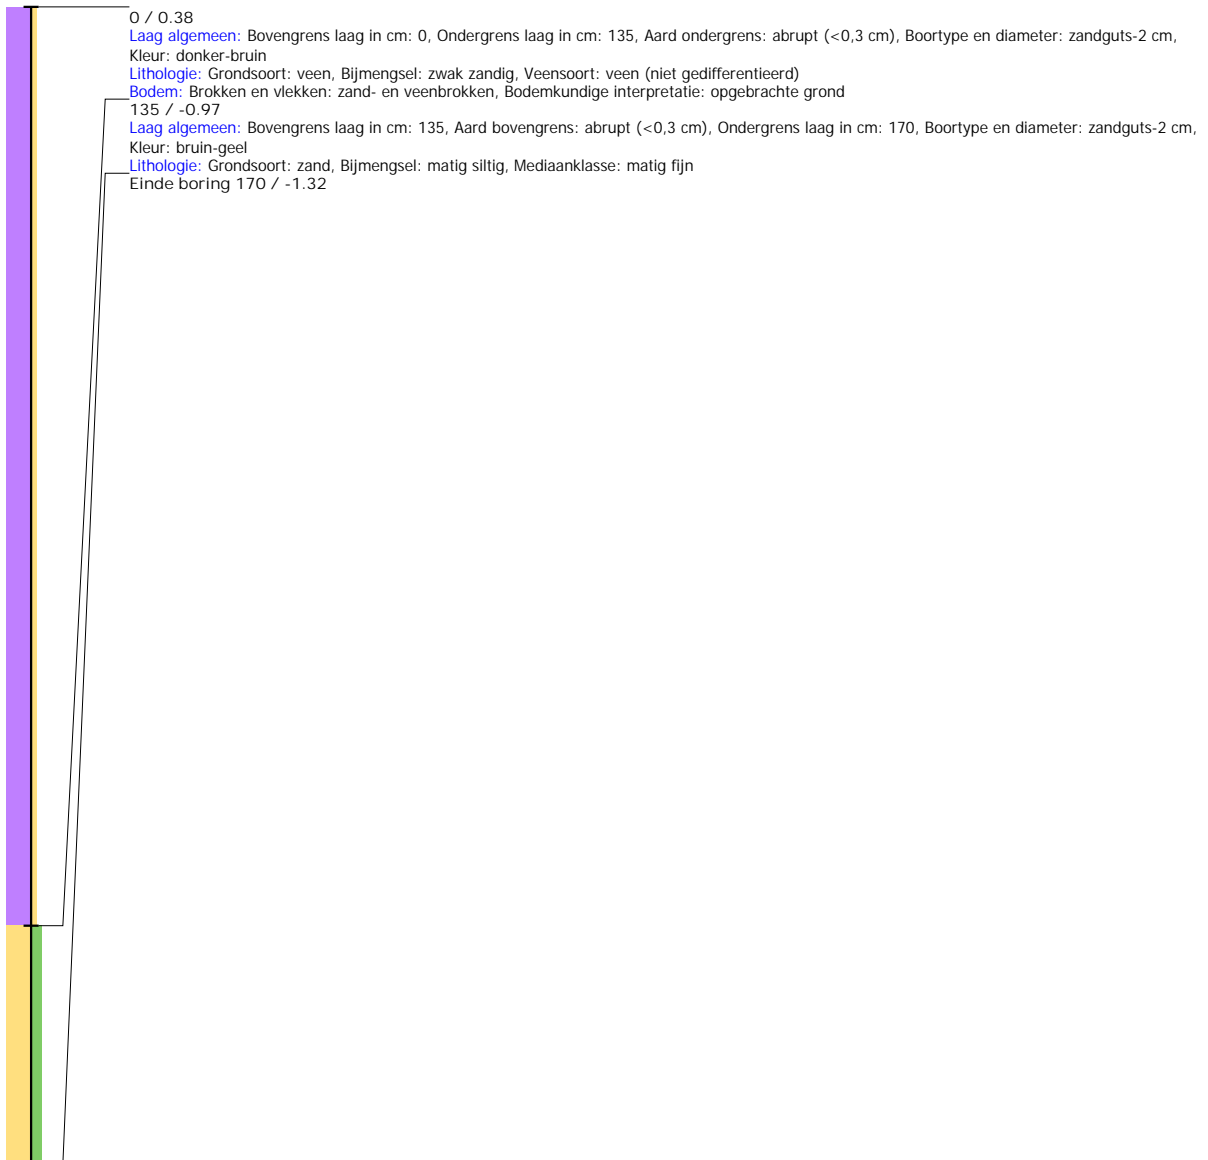 0 / 0.38
Laag algemeen: Bovengrens laag in cm: 0, Ondergrens laag in cm: 135, Aard ondergrens: abrupt (<0,3 cm), Boortype en diameter: zandguts-2 cm,
Kleur: donker-bruin
Lithologie: Grondsoort: veen, Bijmengsel: zwak zandig, Veensoort: veen (niet gedifferentieerd)
Bodem: Brokken en vlekken: zand- en veenbrokken, Bodemkundige interpretatie: opgebrachte grond
135 / -0.97
Laag algemeen: Bovengrens laag in cm: 135, Aard bovengrens: abrupt (<0,3 cm), Ondergrens laag in cm: 170, Boortype en diameter: zandguts-2 cm,
Kleur: bruin-geel
Lithologie: Grondsoort: zand, Bijmengsel: matig siltig, Mediaanklasse: matig fijn
Einde boring 170 / -1.32